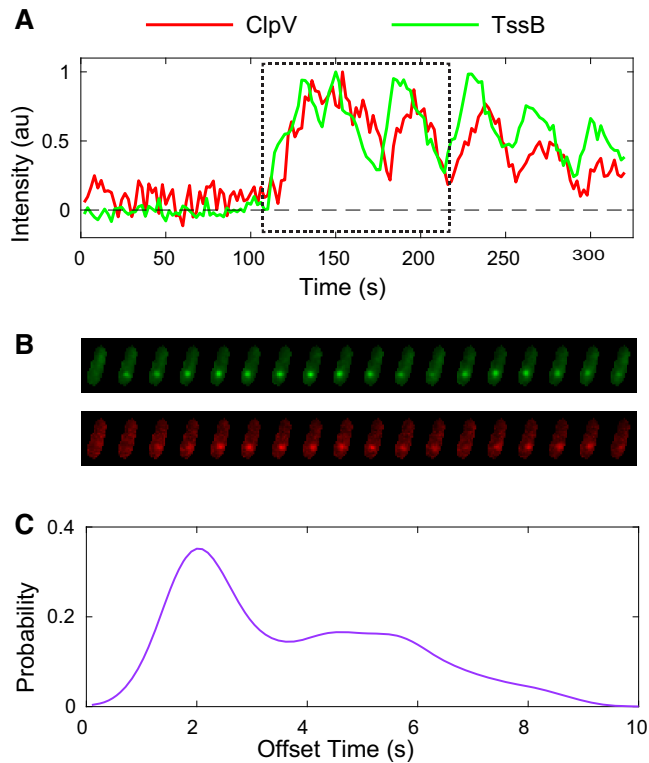 A
ClpV TssB
1
0.5
0
Intensity (au)
0 50 100 150 200 250 300
Time (s)
B
C
0.4
0.2
0
Probability
0 2 4 6 8 10
Offset Time (s)